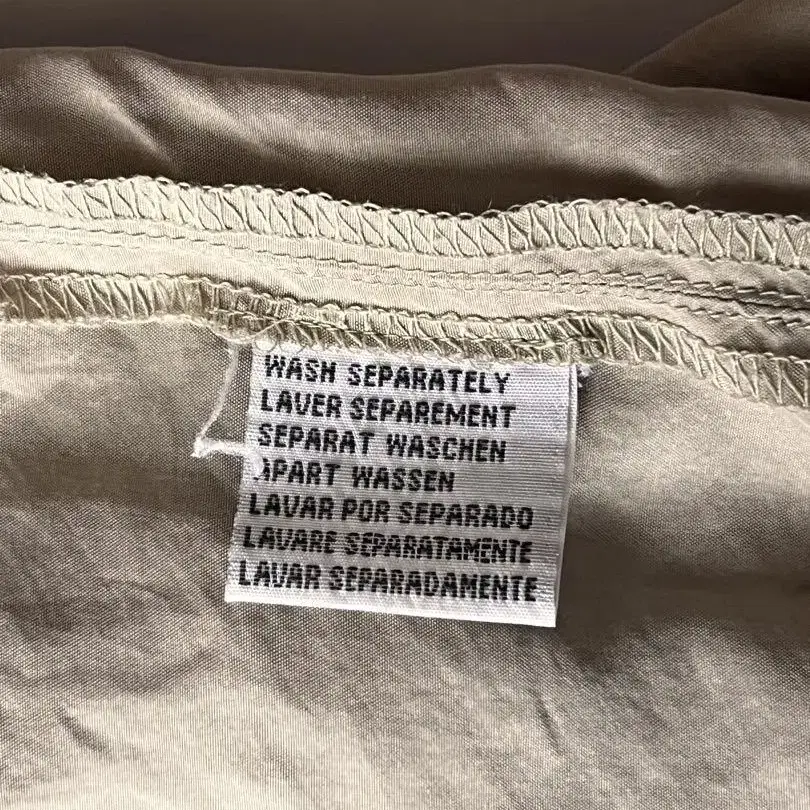 WASH SEPARATELY
LAVER SEPAREMENT
SEPARAT WASCHEN
APART WASSEN
LAVAR POR SEPARADO
LAVARE SEPARATAMENTE
LAVAR SEPARADAMENTE